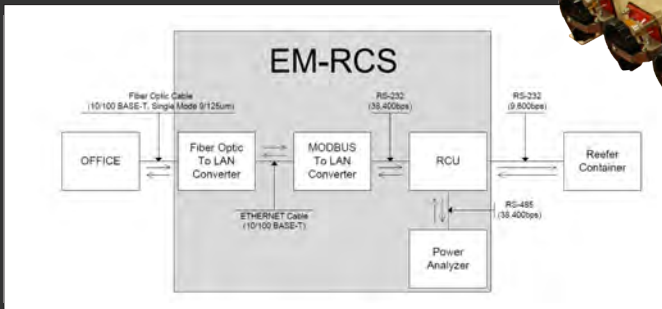 EM-RCS
Fiber Optic Cable
(10/100 BASE-T, Single Mode 9/125um)
RS-232
(38,400bps)
RS-232
(9,600bps)
OFFICE
Fiber Optic
To LAN
Converter
MODBUS
To LAN
Converter
RCU
Reefer
Container
ETHERNET Cable
(10/100 BASE-T)
RS-485
(38,400bps)
Power
Analyzer